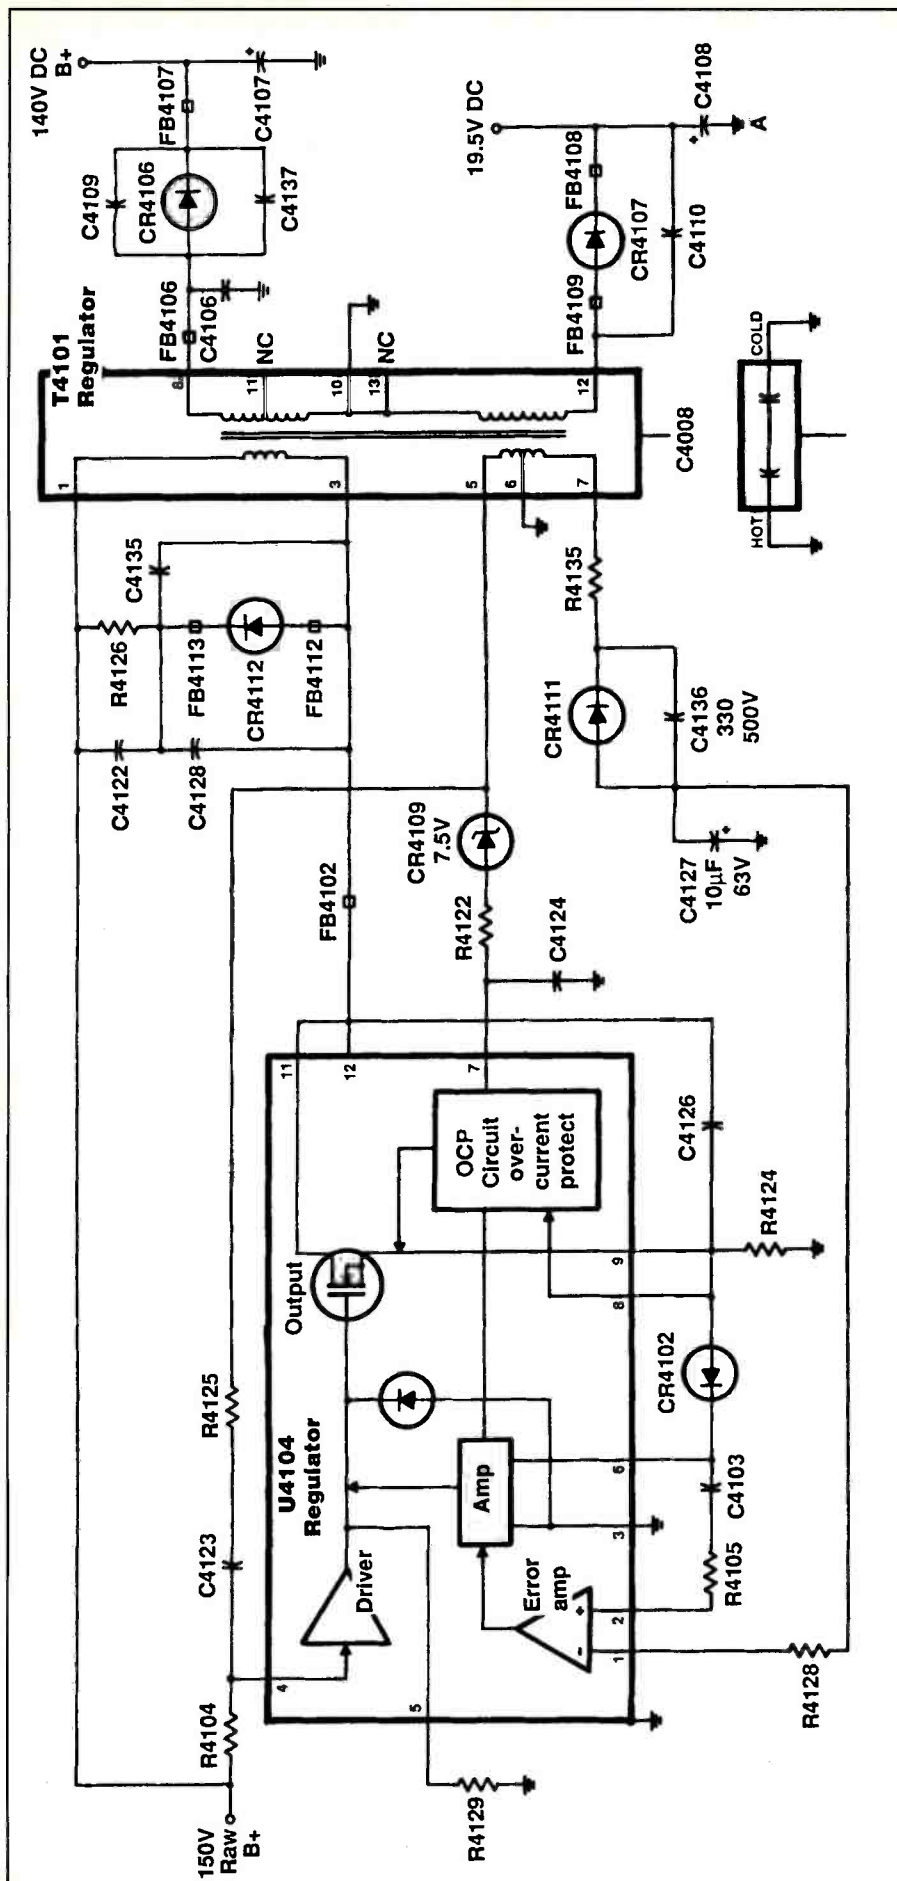 140V DC
B+
FB4107
C4107
+
C4109
CR4106
C4137
FB4106
C4106
T4101
Regulator
8
11
NC
10
13
NC
12
1
3
5
6
7
19.5V DC
FB4108
C4108
+
A
CR4107
C4110
FB4109
C4008
COLD
HOT
C4135
R4126
FB4113
CR4112
FB4112
C4122
C4128
R4135
CR4111
C4136
330
500V
CR4109
7.5V
FB4102
R4122
C4124
C4127
10µF
63V
+
11
12
7
OCP
Circuit
over-
current
protect
C4126
R4124
Output
9
8
CR4102
R4125
U4104
Regulator
Amp
6
C4103
3
C4123
Driver
Error
amp
+
-
R4105
2
1
4
5
R4104
R4128
R4129
150V
Raw
B+